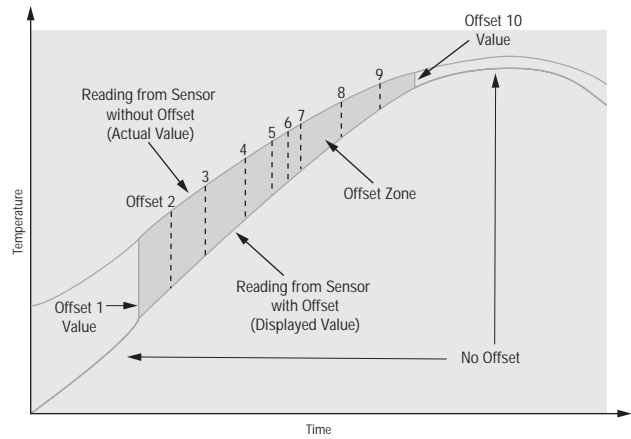 Offset 10
Value
9
8
Reading from Sensor
without Offset
(Actual Value)
7
6
5
4
3
Offset 2
Offset Zone
Temperature
Reading from Sensor
with Offset
(Displayed Value)
Offset 1
Value
No Offset
Time